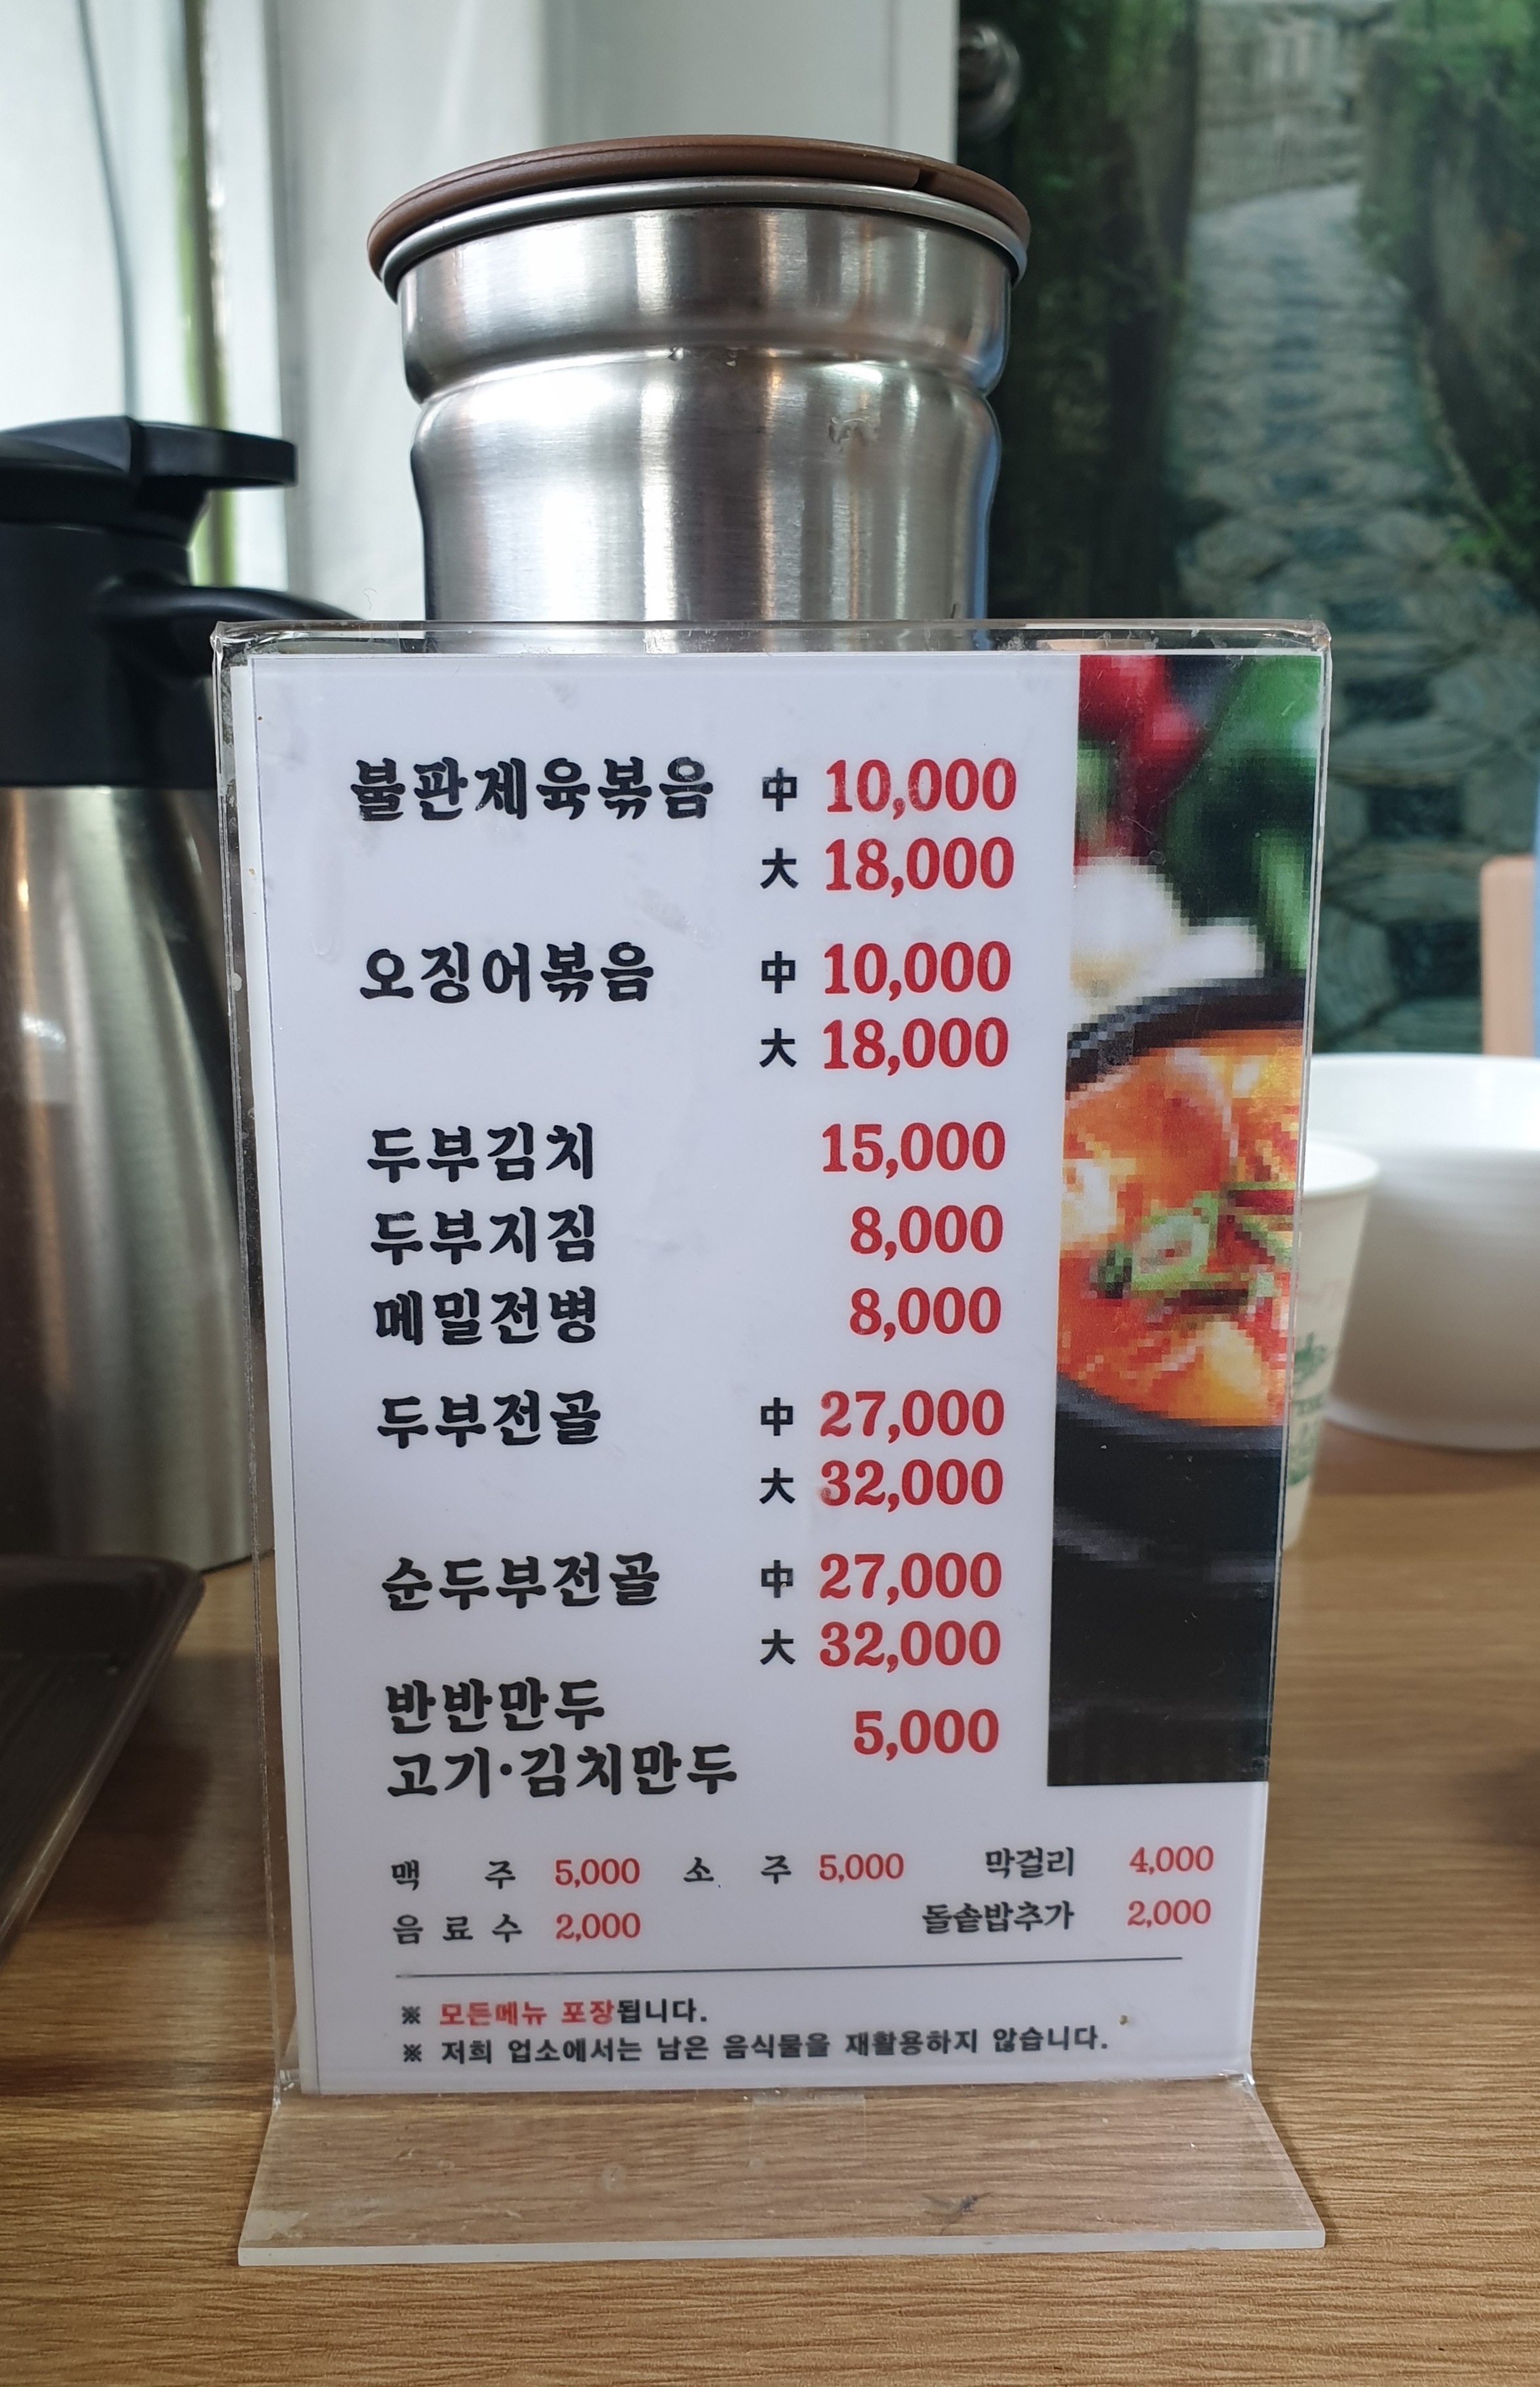 불판제육볶음 中 10,000
大 18,000
오징어볶음 中 10,000
大 18,000
두부김치 15,000
두부지짐 8,000
메밀전병 8,000
두부전골 中 27,000
大 32,000
순두부전골 中 27,000
大 32,000
반반만두
고기·김치만두 5,000
맥 주 5,000 소 주 5,000 막걸리 4,000
음 료 수 2,000 돌솥밥추가 2,000
※ 모든메뉴 포장됩니다.
※ 저희 업소에서는 남은 음식물을 재활용하지 않습니다.